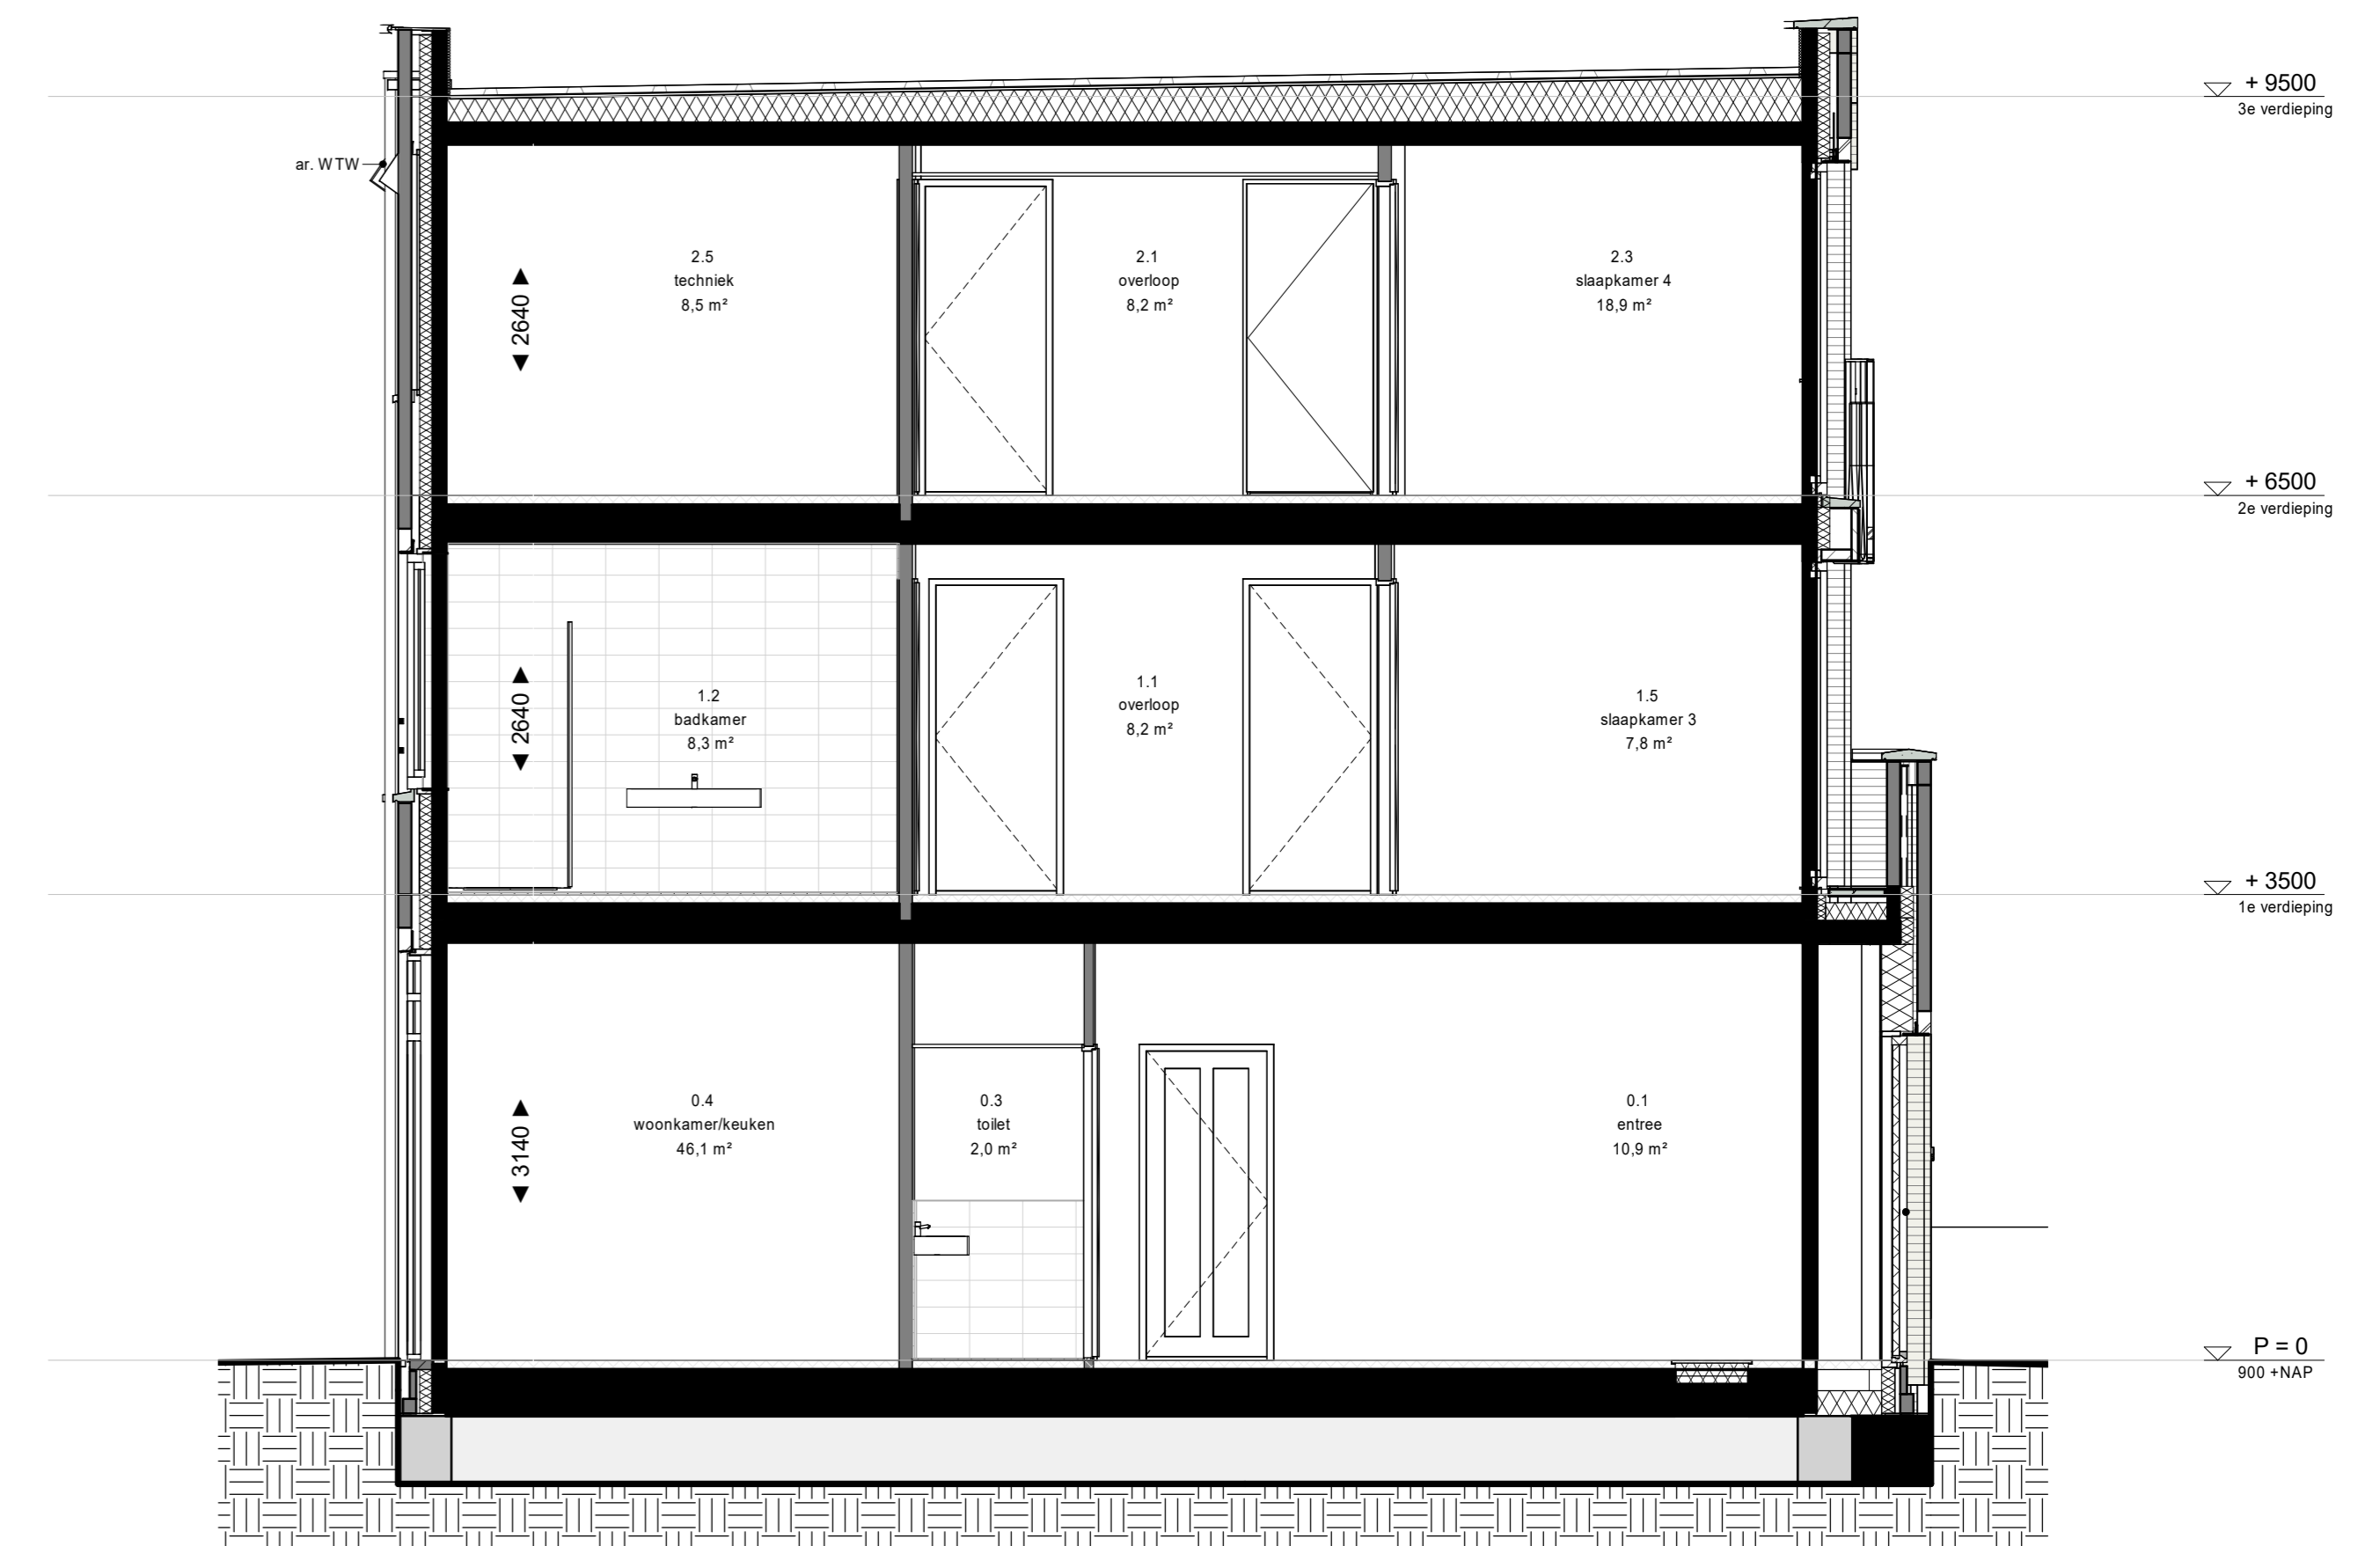 + 9500
3e verdieping
ar. WTW
2.5
techniek
8,5 m²
2640
2.1
overloop
8,2 m²
2.3
slaapkamer 4
18,9 m²
+ 6500
2e verdieping
1.2
badkamer
8,3 m²
2640
1.1
overloop
8,2 m²
1.5
slaapkamer 3
7,8 m²
+ 3500
1e verdieping
0.4
woonkamer/keuken
46,1 m²
3140
0.3
toilet
2,0 m²
0.1
entree
10,9 m²
P = 0
900 +NAP